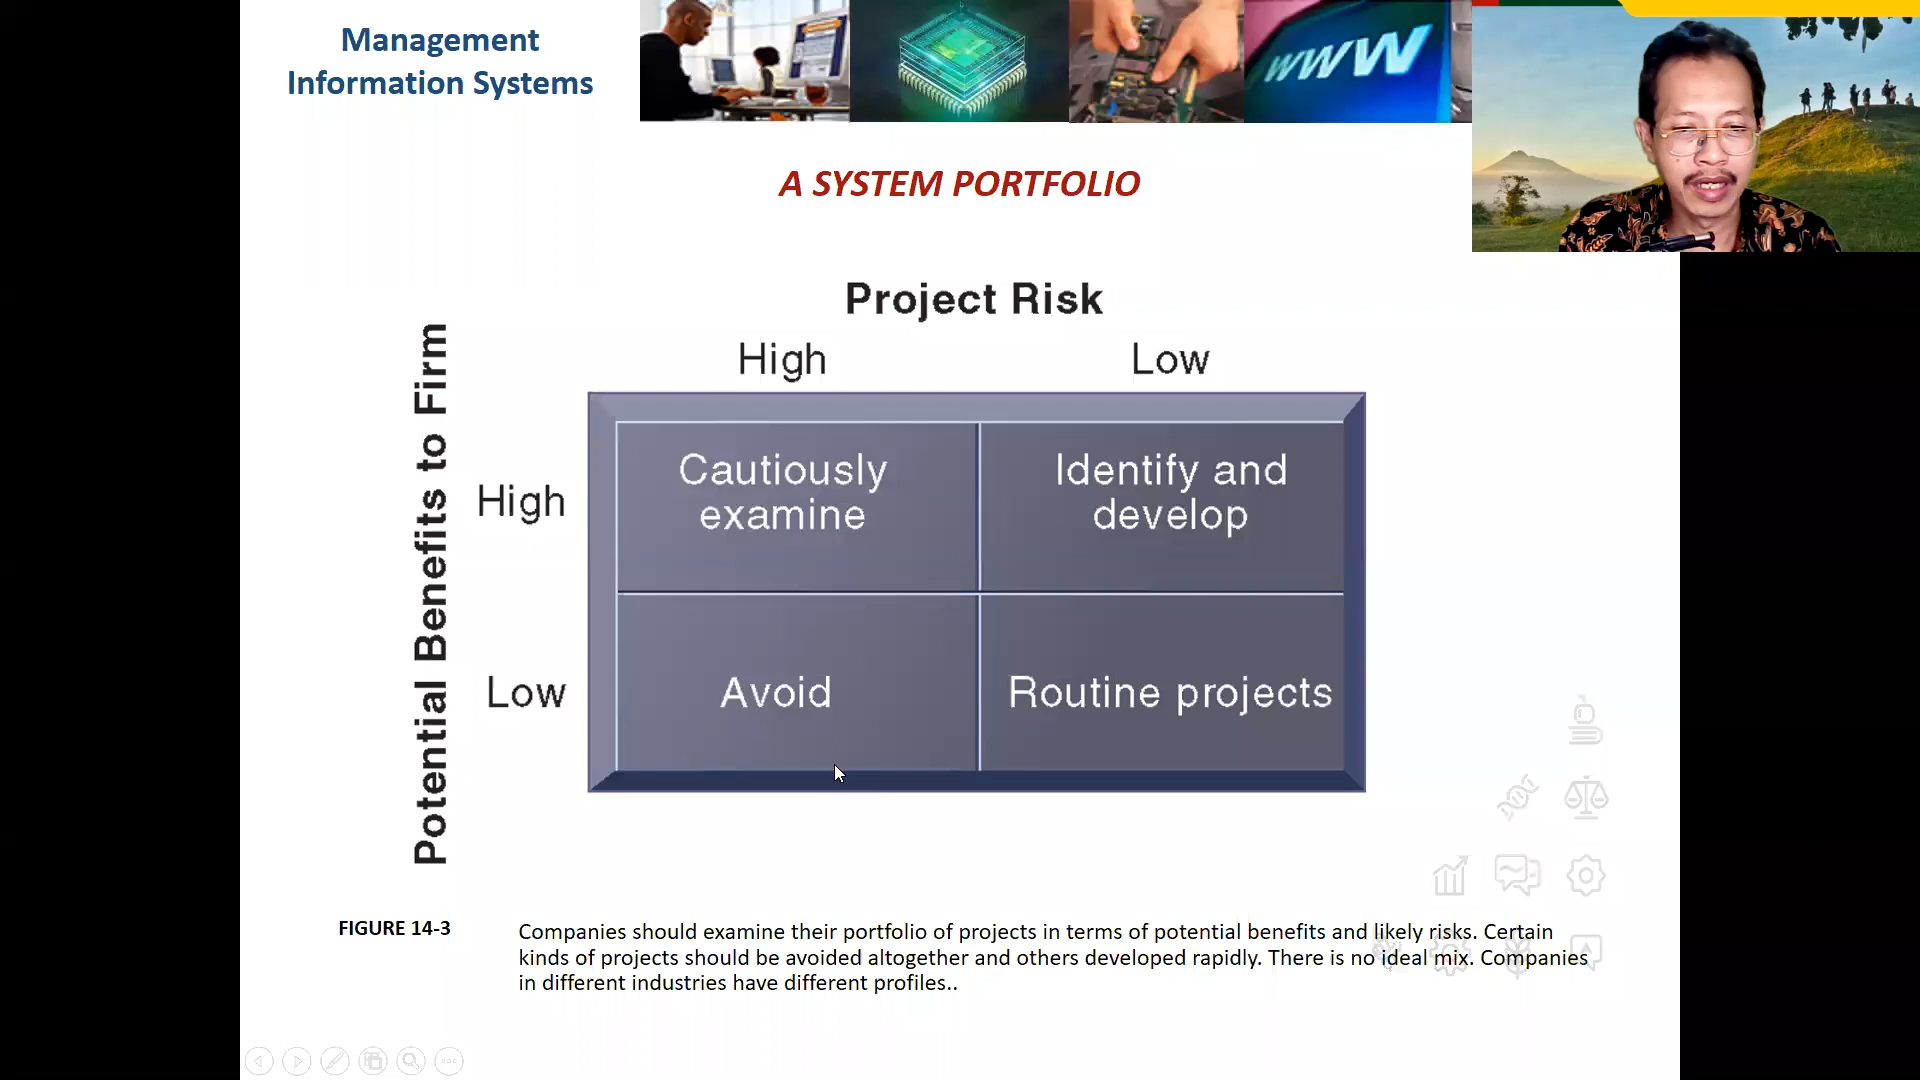 Management
Information Systems
www
A SYSTEM PORTFOLIO
Project Risk
High
Low
Potential Benefits to Firm
High
Cautiously
examine
Identify and
develop
Low
Avoid
Routine projects
FIGURE 14-3
Companies should examine their portfolio of projects in terms of potential benefits and likely risks. Certain
kinds of projects should be avoided altogether and others developed rapidly. There is no ideal mix. Companies
in different industries have different profiles..